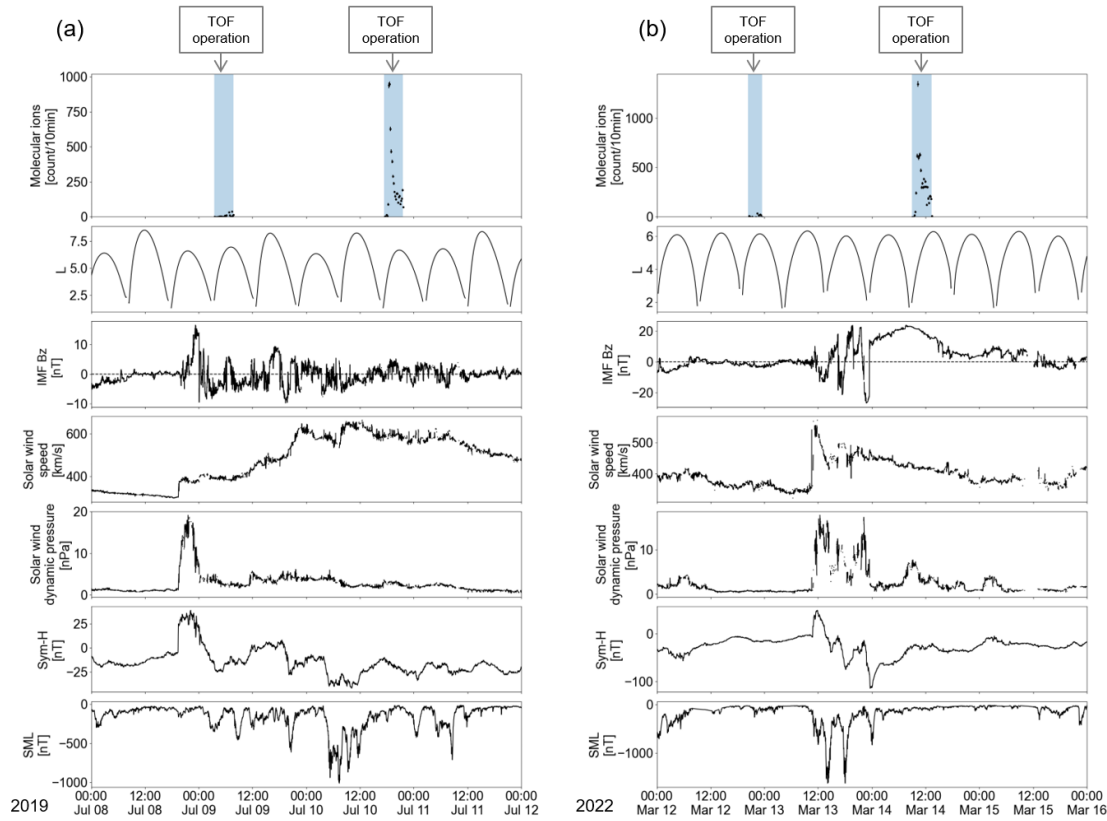 (a)
TOF
operation
TOF
operation
Molecular ions
[count/10min]
1000
750
500
250
0
L
7.5
5.0
2.5
IMF Bz
[nT]
10
0
−10
Solar wind
speed
[km/s]
600
400
Solar wind
dynamic pressure
[nPa]
20
10
0
Sym-H
[nT]
25
0
−25
SML
[nT]
0
−500
−1000
2019
00:00 12:00 00:00 12:00 00:00 12:00 00:00 12:00 00:00
Jul 08 Jul 08 Jul 09 Jul 09 Jul 10 Jul 10 Jul 11 Jul 11 Jul 12
(b)
TOF
operation
TOF
operation
Molecular ions
[count/10min]
1000
500
0
L
6
4
2
IMF Bz
[nT]
20
0
−20
Solar wind
speed
[km/s]
500
400
Solar wind
dynamic pressure
[nPa]
10
0
Sym-H
[nT]
0
−100
SML
[nT]
0
−1000
2022
00:00 12:00 00:00 12:00 00:00 12:00 00:00 12:00 00:00
Mar 12 Mar 12 Mar 13 Mar 13 Mar 14 Mar 14 Mar 15 Mar 15 Mar 16